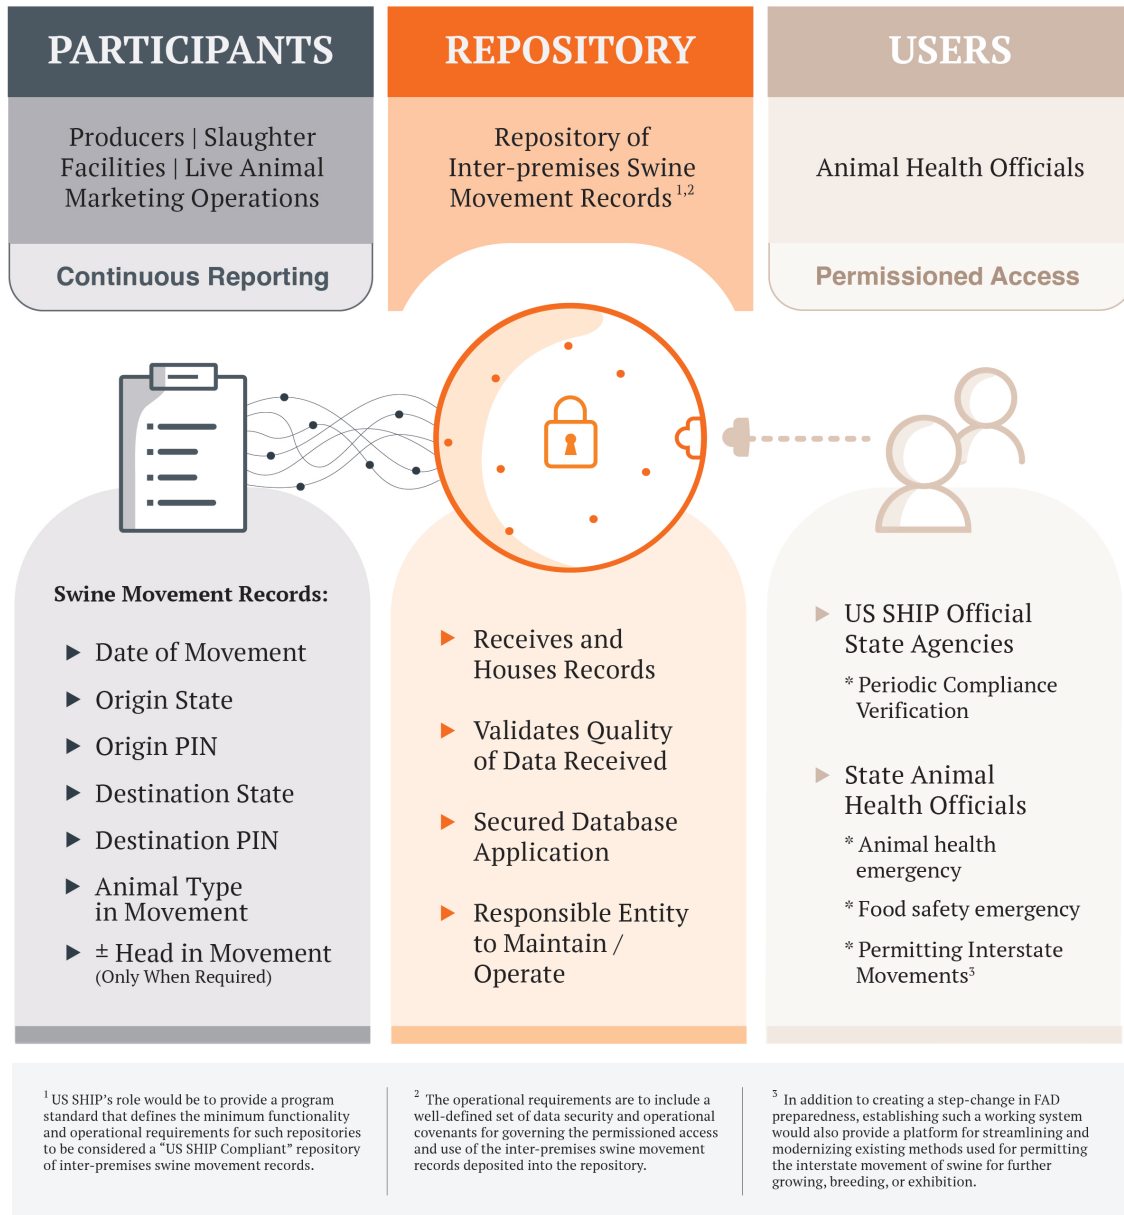 PARTICIPANTS
Producers | Slaughter
Facilities | Live Animal
Marketing Operations
Continuous Reporting
Swine Movement Records:
Date of Movement
Origin State
Origin PIN
Destination State
Destination PIN
Animal Type
in Movement
± Head in Movement
(Only When Required)
REPOSITORY
Repository of
Inter-premises Swine
Movement Records 1,2
Receives and
Houses Records
Validates Quality
of Data Received
Secured Database
Application
Responsible Entity
to Maintain /
Operate
USERS
Animal Health Officials
Permissioned Access
US SHIP Official
State Agencies
* Periodic Compliance
Verification
State Animal
Health Officials
* Animal health
emergency
* Food safety emergency
* Permitting Interstate
Movements3
1 US SHIP's role would be to provide a program
standard that defines the minimum functionality
and operational requirements for such repositories
to be considered a “US SHIP Compliant” repository
of inter-premises swine movement records.
2 The operational requirements are to include a
well-defined set of data security and operational
covenants for governing the permissioned access
and use of the inter-premises swine movement
records deposited into the repository.
3 In addition to creating a step-change in FAD
preparedness, establishing such a working system
would also provide a platform for streamlining and
modernizing existing methods used for permitting
the interstate movement of swine for further
growing, breeding, or exhibition.